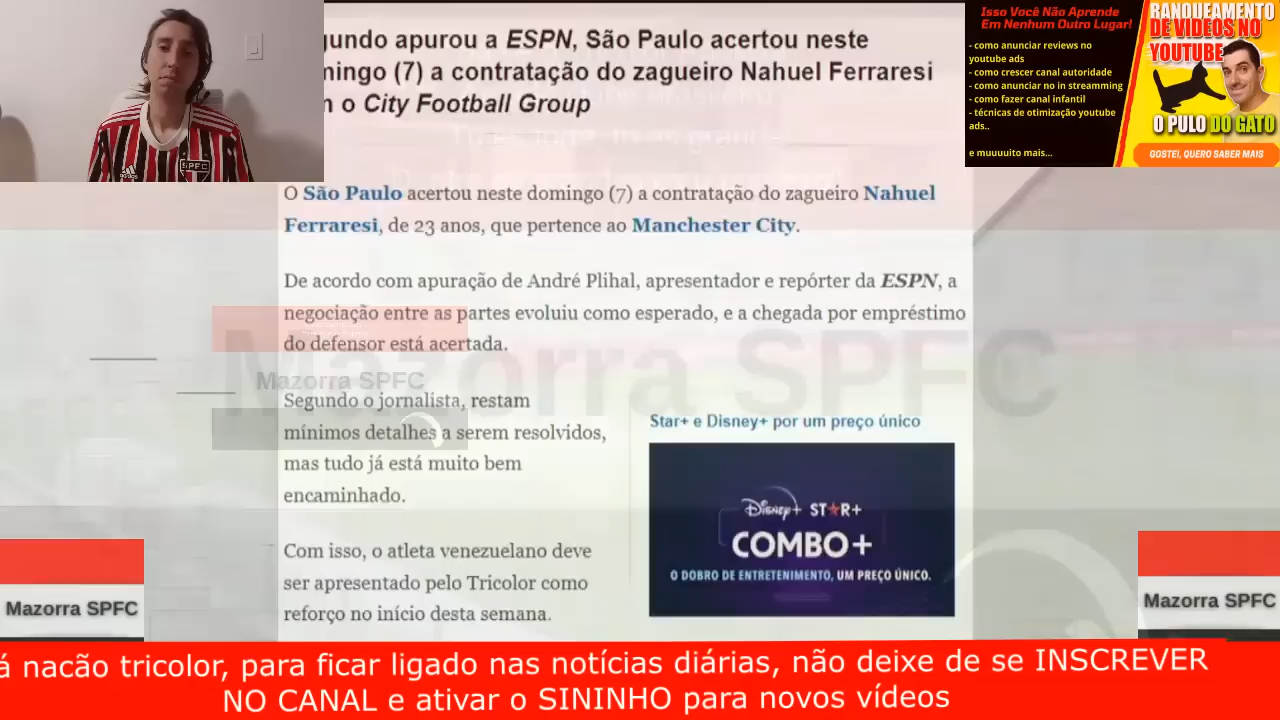 gundo apurou a ESPN, São Paulo acertou neste
mingo (7) a contratação do zagueiro Nahuel Ferraresi
o City Football Group
O São Paulo acertou neste domingo (7) a contratação do zagueiro Nahuel
Ferraresi, de 23 anos, que pertence ao Manchester City.
De acordo com apuração de André Plihal, apresentador e repórter da ESPN, a
negociação entre as partes evoluiu como esperado, e a chegada por empréstimo
do defensor está acertada.
Segundo o jornalista, restam
mínimos detalhes a serem resolvidos,
mas tudo já está muito bem
encaminhado.
Com isso, o atleta venezuelano deve
ser apresentado pelo Tricolor como
reforço no início desta semana.
Star+ e Disney+ por um preço único
Disney+ STAR+
COMBO+
O DOBRO DE ENTRETENIMENTO, UM PREÇO ÚNICO.
Isso Você Não Aprende
Em Nenhum Outro Lugar!
- como anunciar reviews no
youtube ads
- como crescer canal autoridade
- como anunciar no in streamming
- como fazer canal infantil
- técnicas de otimização youtube
ads..
e muuuuito mais...
RANQUEAMENTO
DE VÍDEOS NO
YOUTUBE
O PULO DO GATO
GOSTEI, QUERO SABER MAIS
SPFC
adidas
Mazorra SPFC
Mazorra SPFC
Mazorra SPFC
Mazorra SPFC
á nacão tricolor, para ficar ligado nas notícias diárias, não deixe de se INSCREVER
NO CANAL e ativar o SININHO para novos vídeos